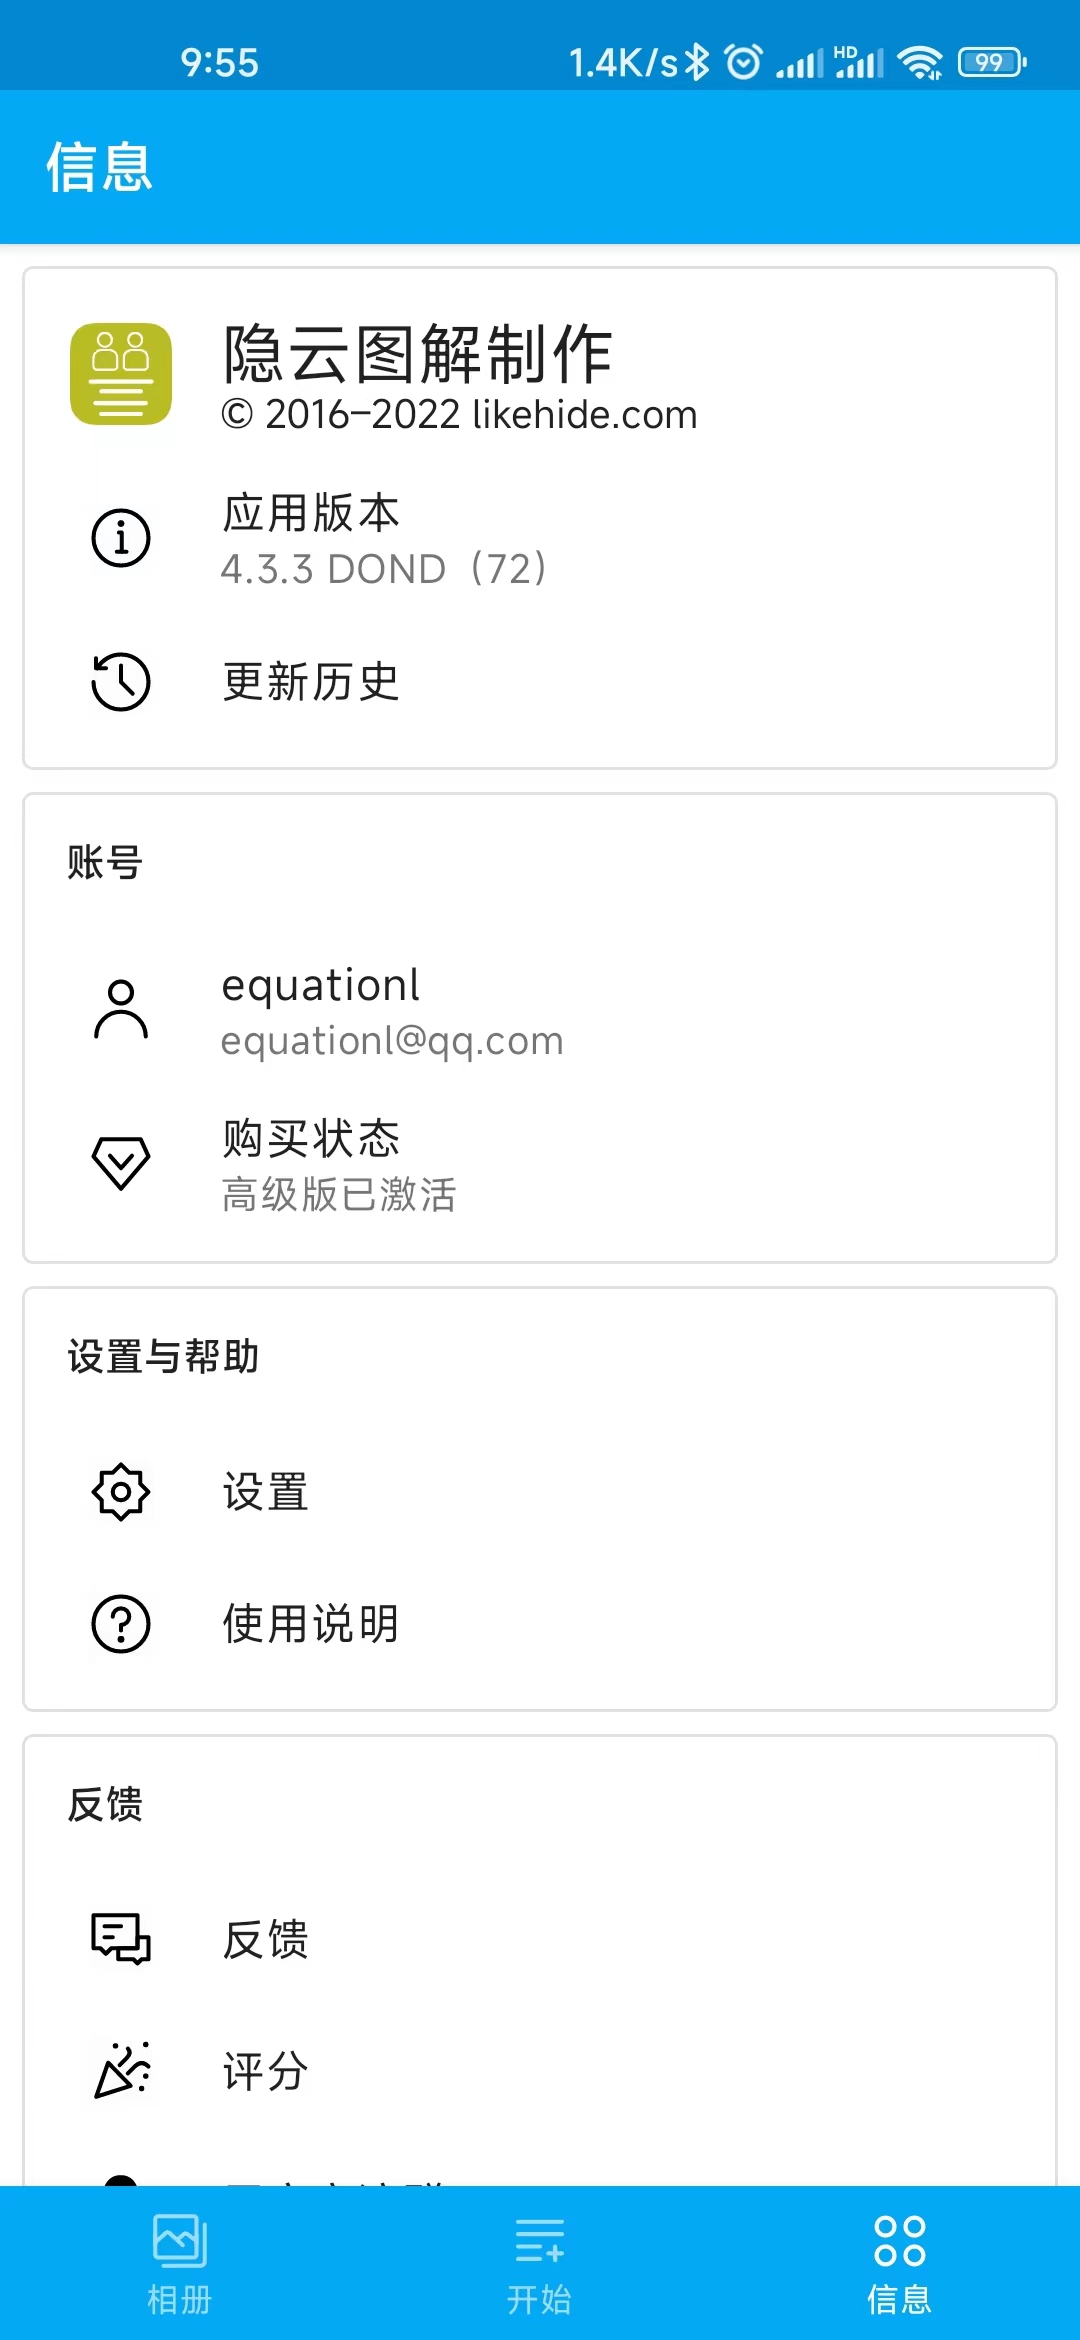 9:55
1.4K/s
HD
99
信息
隐云图解制作
© 2016–2022 likehide.com
应用版本
4.3.3 DOND（72）
更新历史
账号
equationl
equationl@qq.com
购买状态
高级版已激活
设置与帮助
设置
使用说明
反馈
反馈
评分
相册
开始
信息